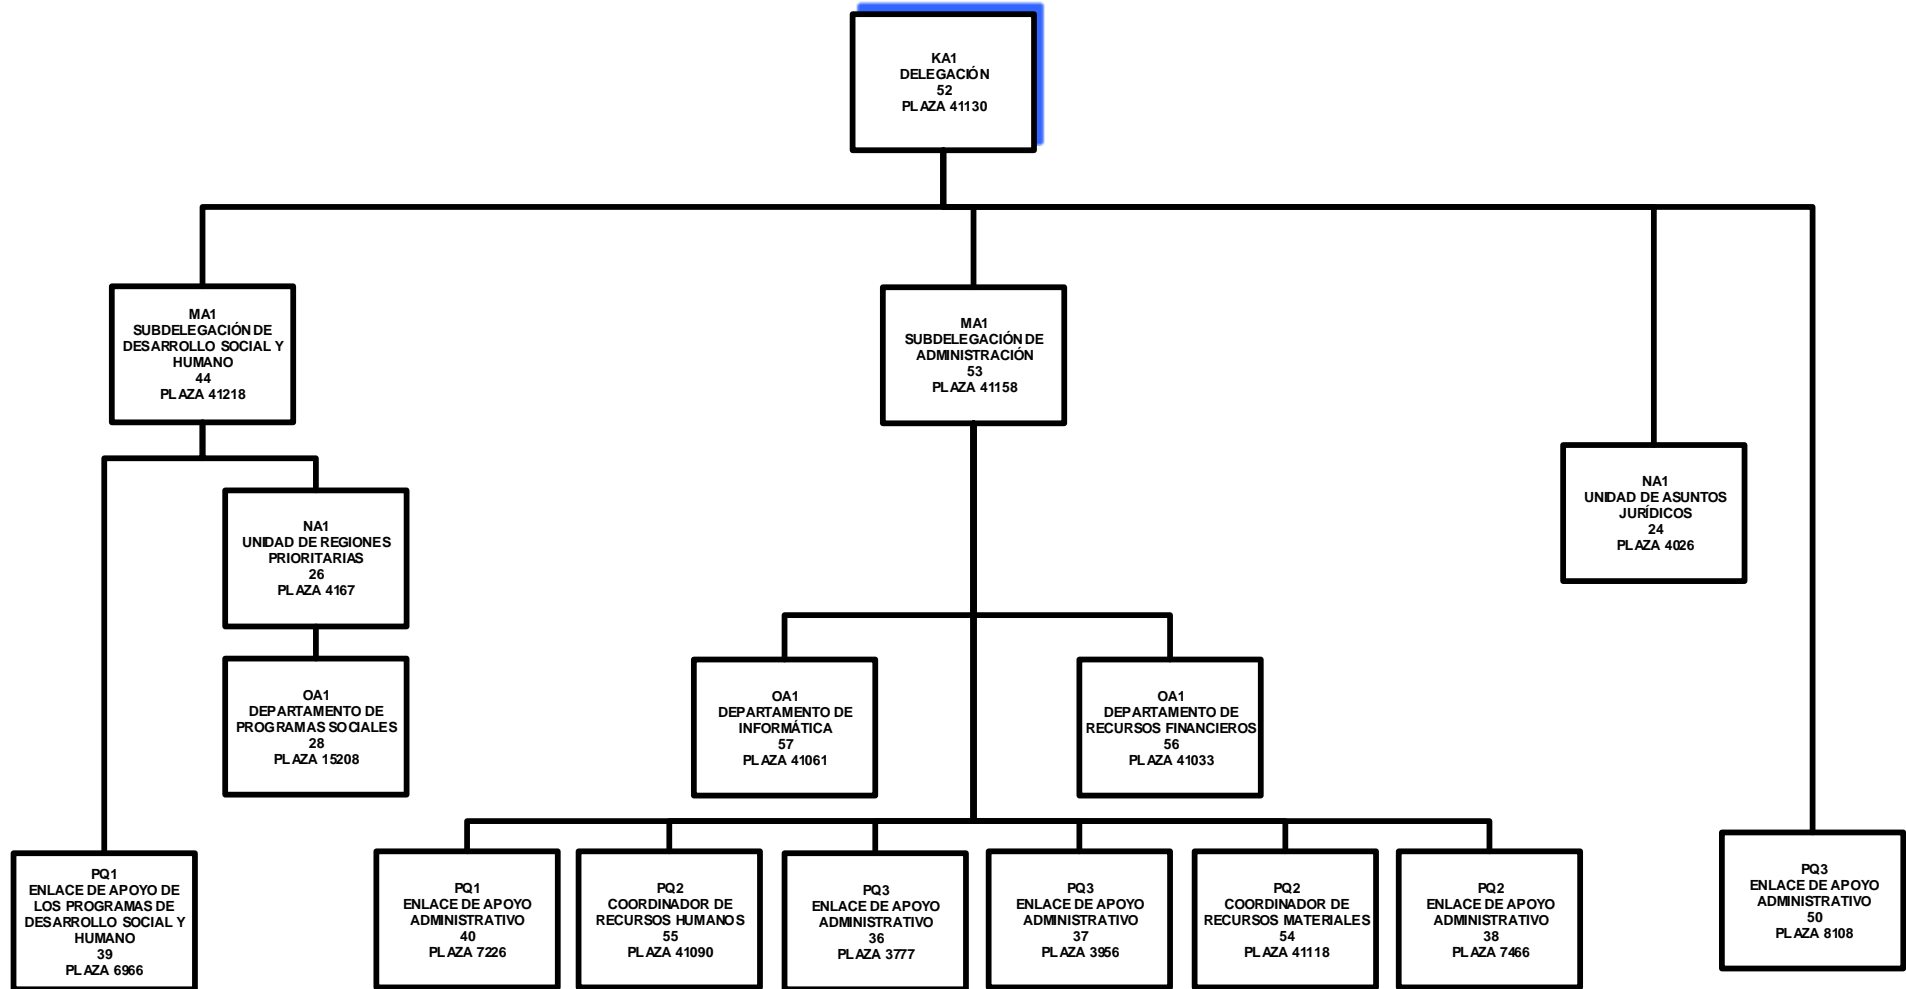 KA1
DELEGACIÓN
52
PLAZA 41130
MA1
SUBDELEGACIÓN DE
DESARROLLO SOCIAL Y
HUMANO
44
PLAZA 41218
MA1
SUBDELEGACIÓN DE
ADMINISTRACIÓN
53
PLAZA 41158
NA1
UNIDAD DE ASUNTOS
JURÍDICOS
24
PLAZA 4026
NA1
UNIDAD DE REGIONES
PRIORITARIAS
26
PLAZA 4167
OA1
DEPARTAMENTO DE
PROGRAMAS SOCIALES
28
PLAZA 15208
OA1
DEPARTAMENTO DE
INFORMÁTICA
57
PLAZA 41061
OA1
DEPARTAMENTO DE
RECURSOS FINANCIEROS
56
PLAZA 41033
PQ1
ENLACE DE APOYO DE
LOS PROGRAMAS DE
DESARROLLO SOCIAL Y
HUMANO
39
PLAZA 6966
PQ1
ENLACE DE APOYO
ADMINISTRATIVO
40
PLAZA 7226
PQ2
COORDINADOR DE
RECURSOS HUMANOS
55
PLAZA 41090
PQ3
ENLACE DE APOYO
ADMINISTRATIVO
36
PLAZA 3777
PQ3
ENLACE DE APOYO
ADMINISTRATIVO
37
PLAZA 3956
PQ2
COORDINADOR DE
RECURSOS MATERIALES
54
PLAZA 41118
PQ2
ENLACE DE APOYO
ADMINISTRATIVO
38
PLAZA 7466
PQ3
ENLACE DE APOYO
ADMINISTRATIVO
50
PLAZA 8108